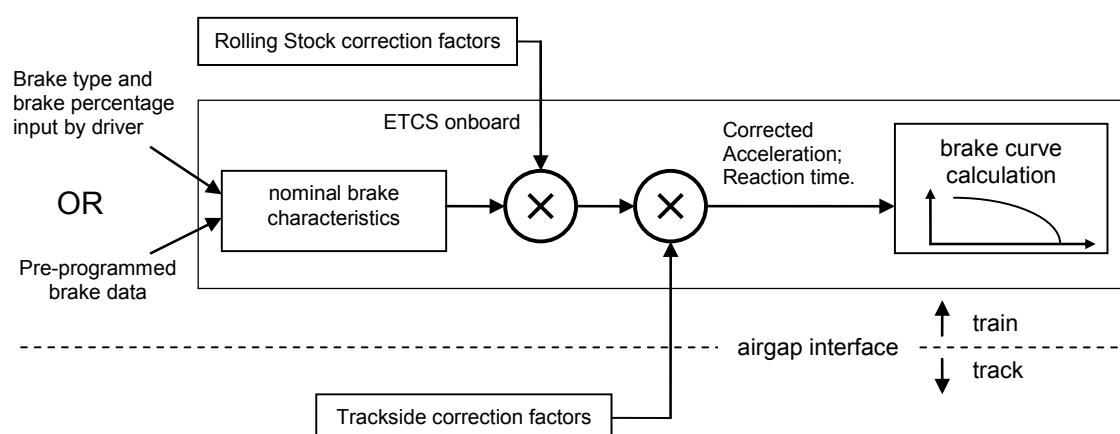 Rolling Stock correction factors
Brake type and
brake percentage
input by driver
ETCS onboard
Corrected
Acceleration;
Reaction time.
brake curve
calculation
nominal brake
characteristics
OR
Pre-programmed
brake data
train
airgap interface
track
Trackside correction factors